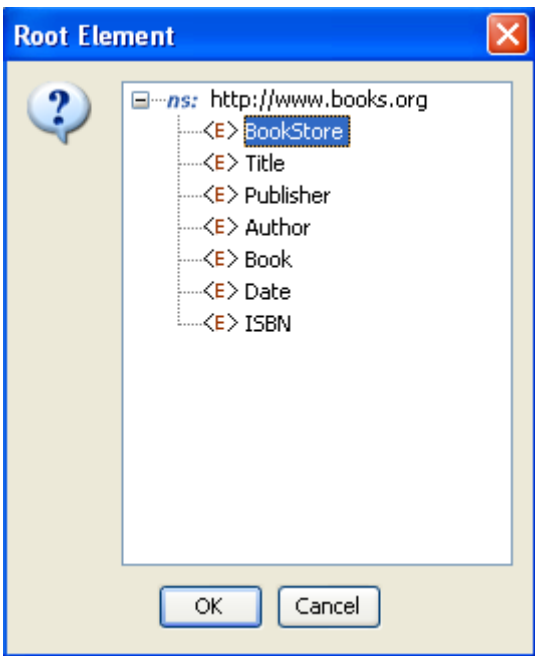 Root Element
ns: http://www.books.org
<E> BookStore
<E> Title
<E> Publisher
<E> Author
<E> Book
<E> Date
<E> ISBN
OK Cancel